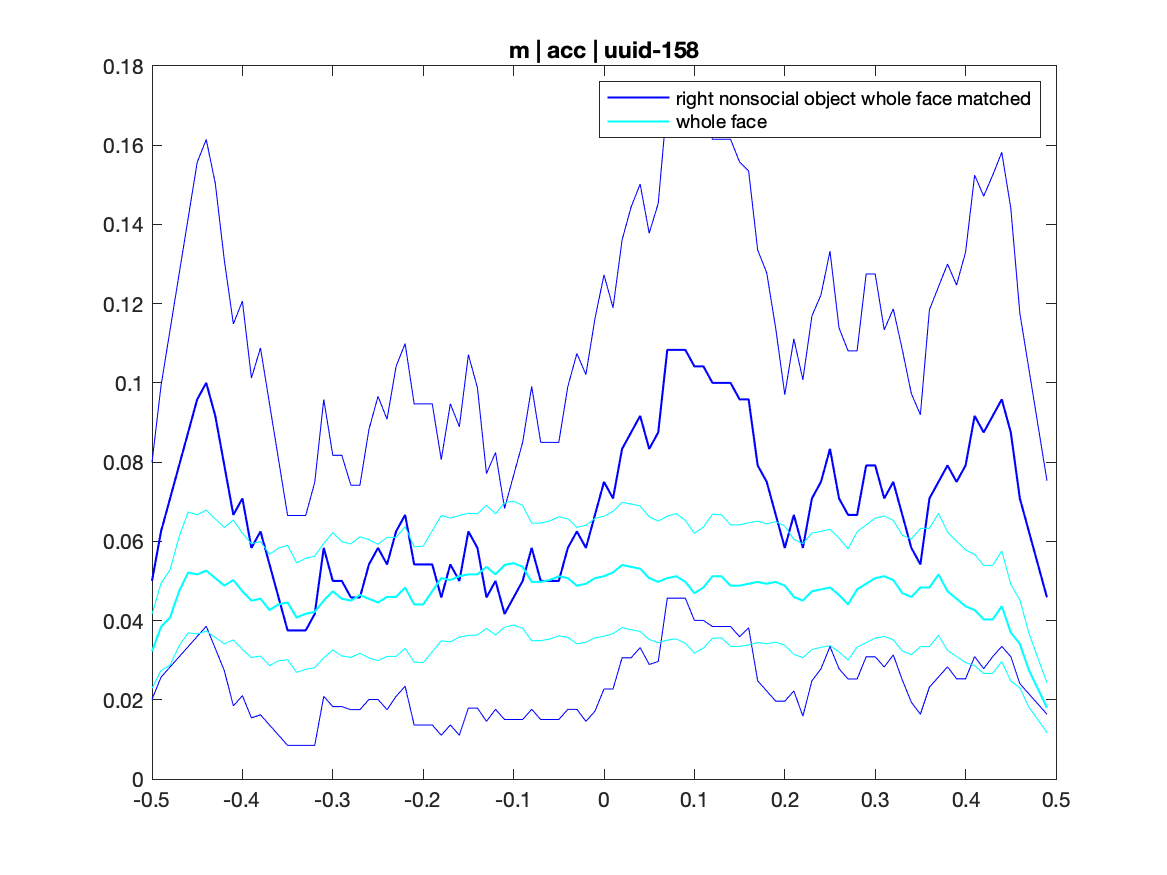 m | acc | uuid-158
right nonsocial object whole face matched
whole face
0.18
0.16
0.14
0.12
0.1
0.08
0.06
0.04
0.02
0
-0.5 -0.4 -0.3 -0.2 -0.1 0 0.1 0.2 0.3 0.4 0.5